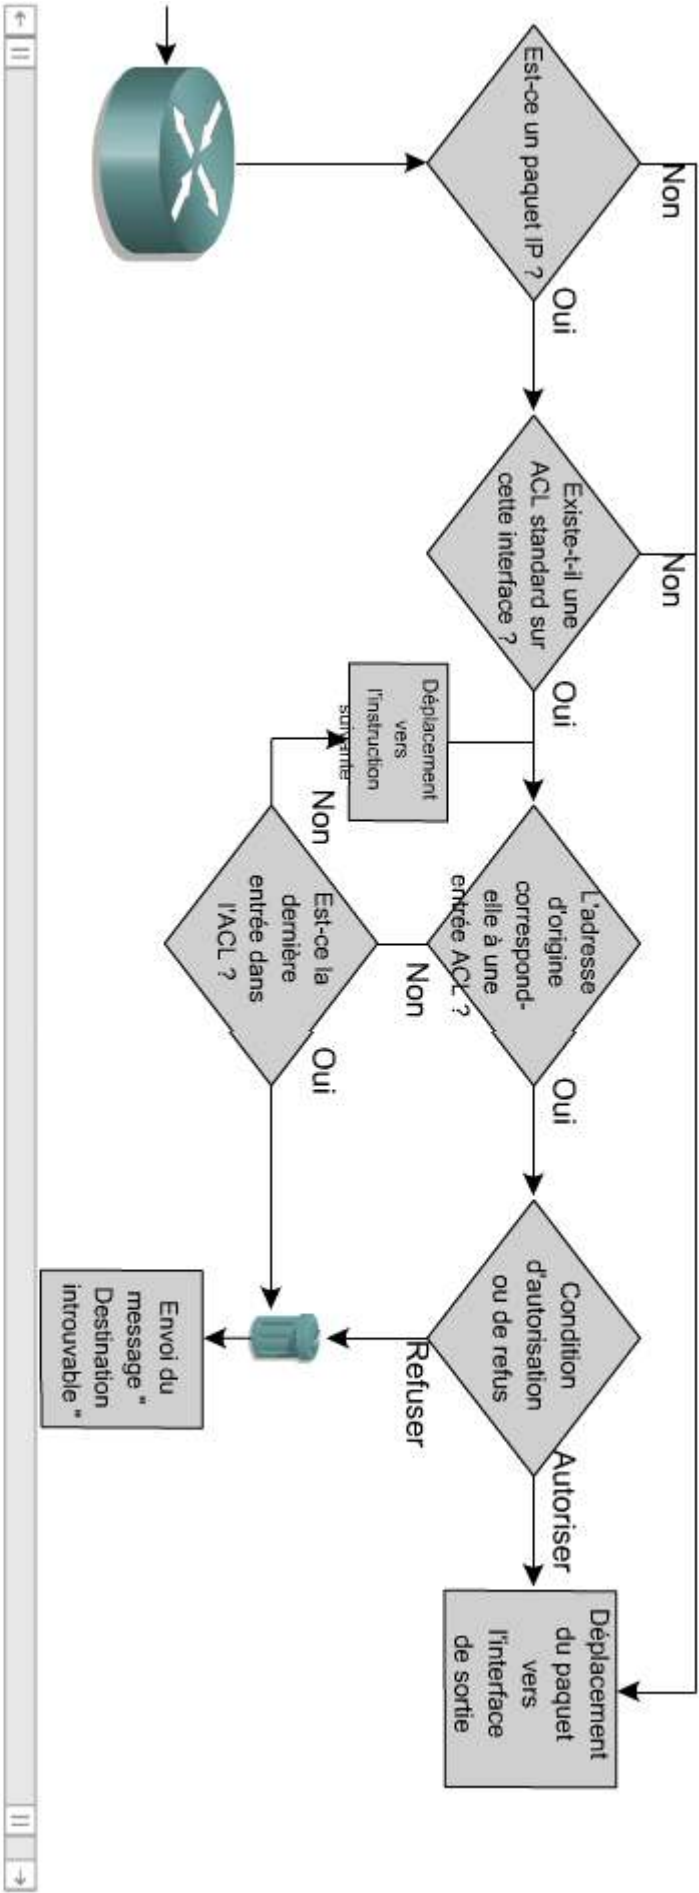 Non
Est-ce un paquet IP ?
Oui
Non
Existe-t-il une
ACL standard sur
cette interface ?
Oui
Déplacement
vers
l'instruction
suivante
L'adresse
d'origine
correspond-
elle à une
entrée ACL ?
Oui
Non
Non
Est-ce la
dernière
entrée dans
l'ACL ?
Oui
Condition
d'autorisation
ou de refus
Autoriser
Refuser
Déplacement
du paquet
vers
l'interface
de sortie
Envoi du
message "
Destination
introuvable "